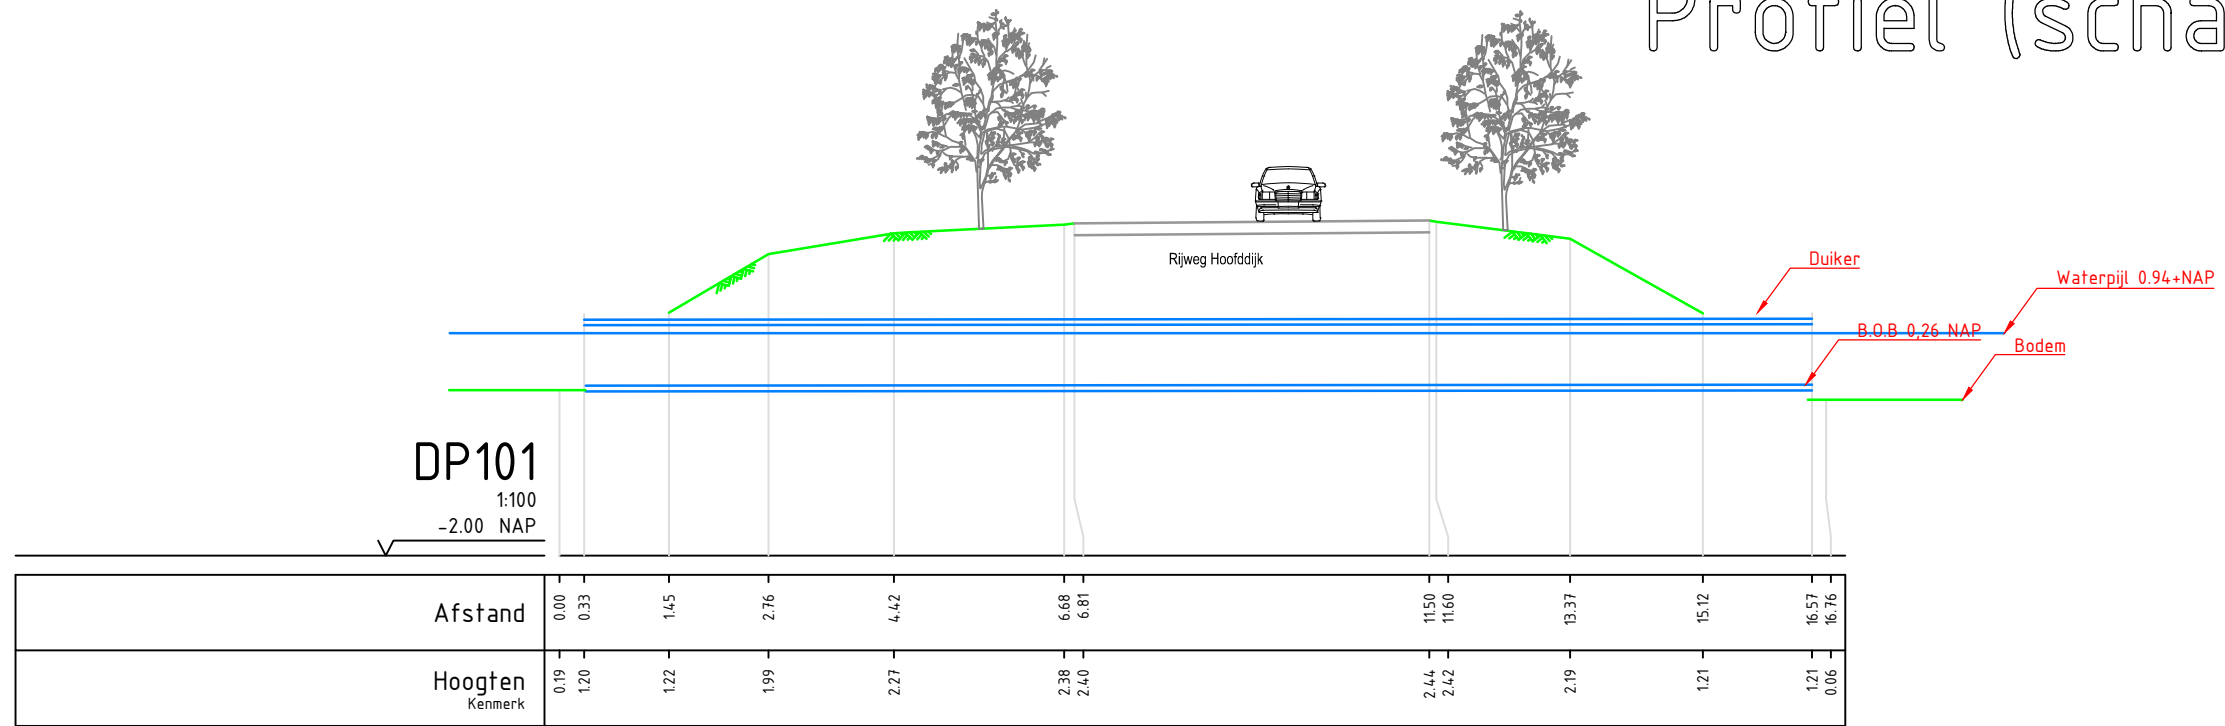 Profiel (scha
Rijweg Hoofddijk
Duiker
Waterpijl 0.94+NAP
B.O.B 0,26 NAP
Bodem
DP101
1:100
-2.00 NAP
Afstand 0.00 0.33 1.45 2.76 4.42 6.68 6.81 11.50 11.60 13.37 15.12 16.57 16.76
Hoogten 0.19 1.20 1.22 1.99 2.27 2.38 2.40 2.44 2.42 2.19 1.21 1.21 0.06
Kenmerk